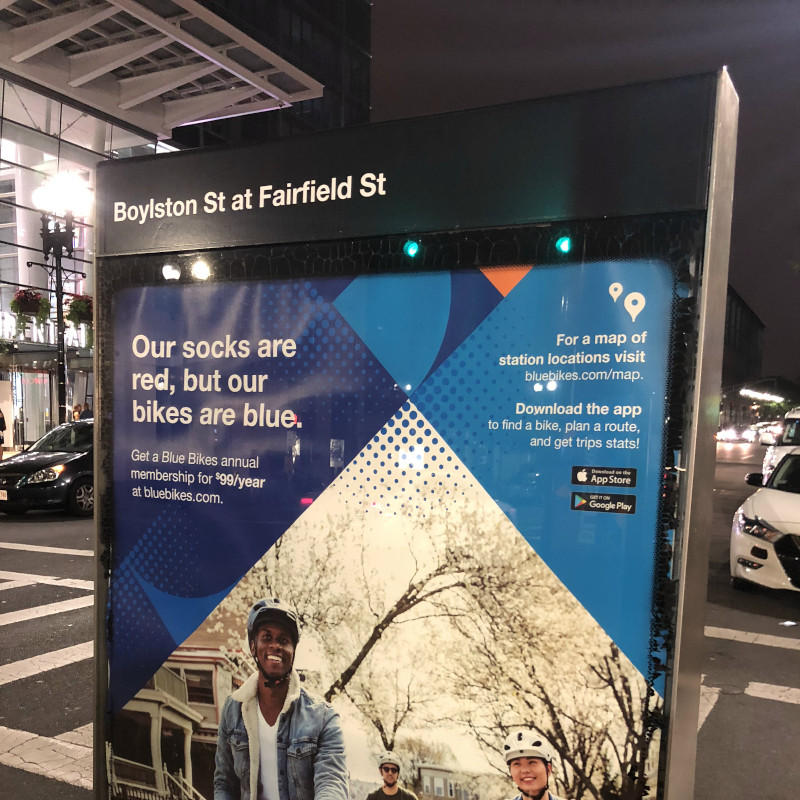 Boylston St at Fairfield St
Our socks are
red, but our
bikes are blue.
Get a Blue Bikes annual
membership for $99/year
at bluebikes.com.
For a map of
station locations visit
bluebikes.com/map.
Download the app
to find a bike, plan a route,
and get trips stats!
Download on the
App Store
GET IT ON
Google Play